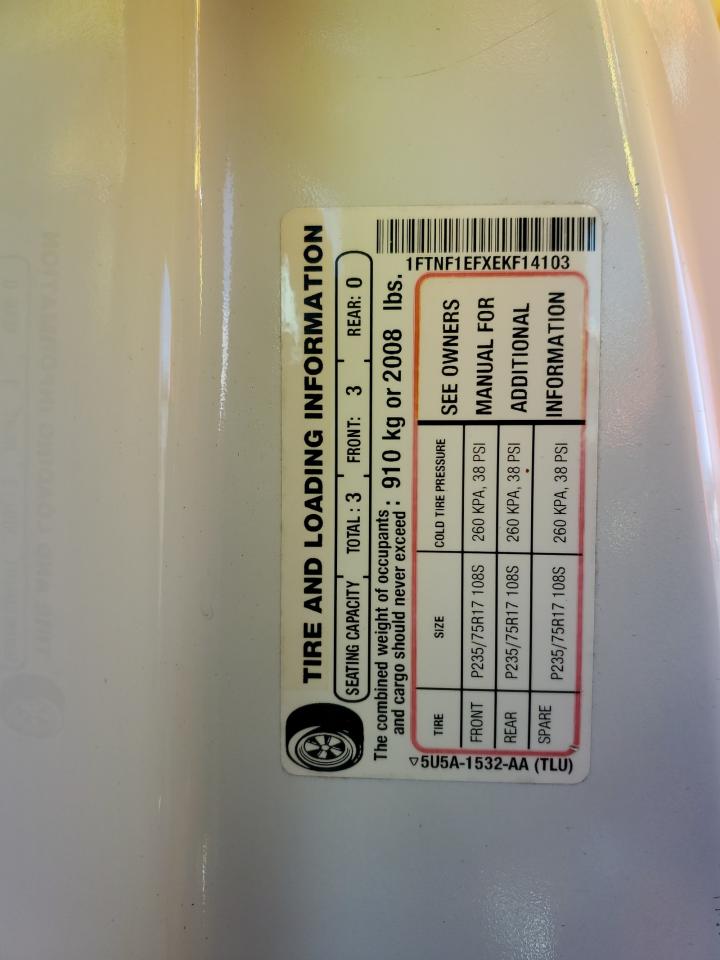 TIRE AND LOADING INFORMATION
SEATING CAPACITY TOTAL : 3 FRONT: 3 REAR: 0
The combined weight of occupants
and cargo should never exceed : 910 kg or 2008 lbs.
TIRE SIZE COLD TIRE PRESSURE
FRONT P235/75R17 108S 260 KPA, 38 PSI
REAR P235/75R17 108S 260 KPA, 38 PSI
SPARE P235/75R17 108S 260 KPA, 38 PSI
SEE OWNERS
MANUAL FOR
ADDITIONAL
INFORMATION
5U5A-1532-AA (TLU)
1FTNF1EFXEKF14103